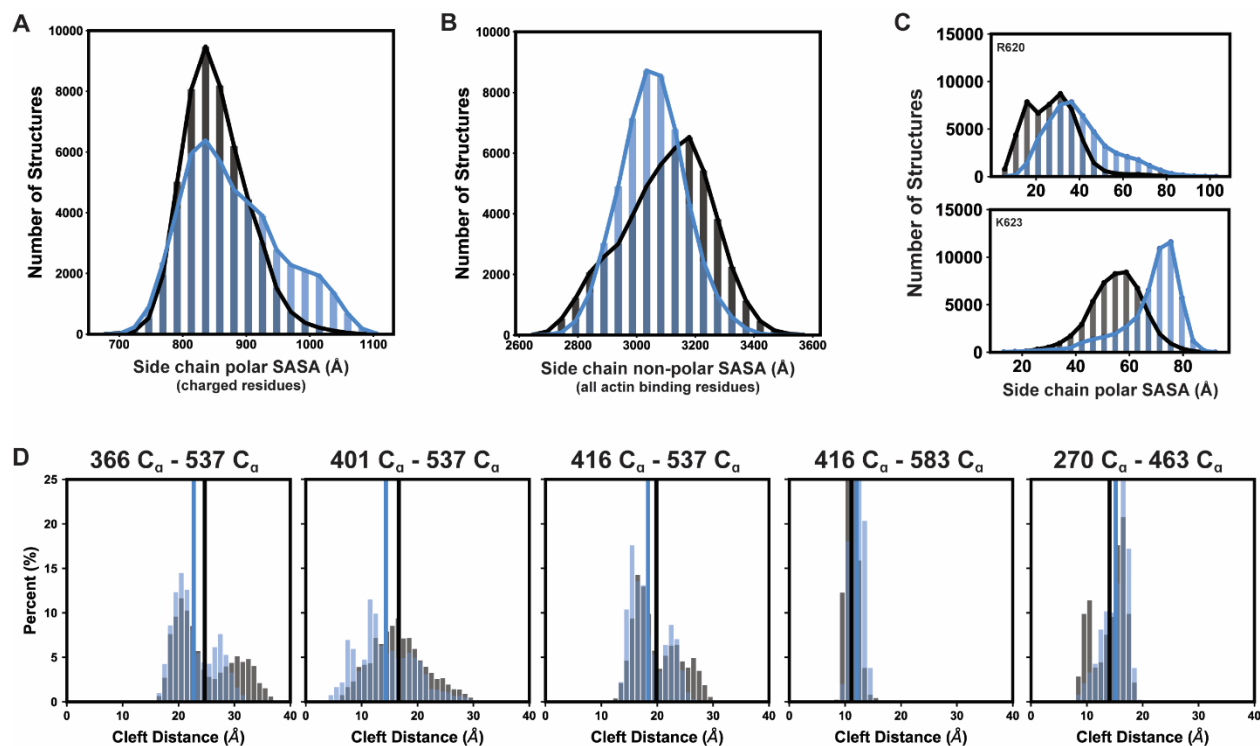 A
Number of Structures
10000
8000
6000
4000
2000
0
700 800 900 1000 1100
Side chain polar SASA (Å)
(charged residues)
B
10000
8000
6000
4000
2000
0
2600 2800 3000 3200 3400 3600
Side chain non-polar SASA (Å)
(all actin binding residues)
C
Number of Structures
15000
10000
5000
0
R620
20 40 60 80 100
15000
10000
5000
0
K623
20 40 60 80
Side chain polar SASA (Å)
D
366 Cα - 537 Cα
401 Cα - 537 Cα
416 Cα - 537 Cα
416 Cα - 583 Cα
270 Cα - 463 Cα
Percent (%)
25
20
15
10
5
0
0 10 20 30 40
Cleft Distance (Å)
0 10 20 30 40
Cleft Distance (Å)
0 10 20 30 40
Cleft Distance (Å)
0 10 20 30 40
Cleft Distance (Å)
0 10 20 30 40
Cleft Distance (Å)